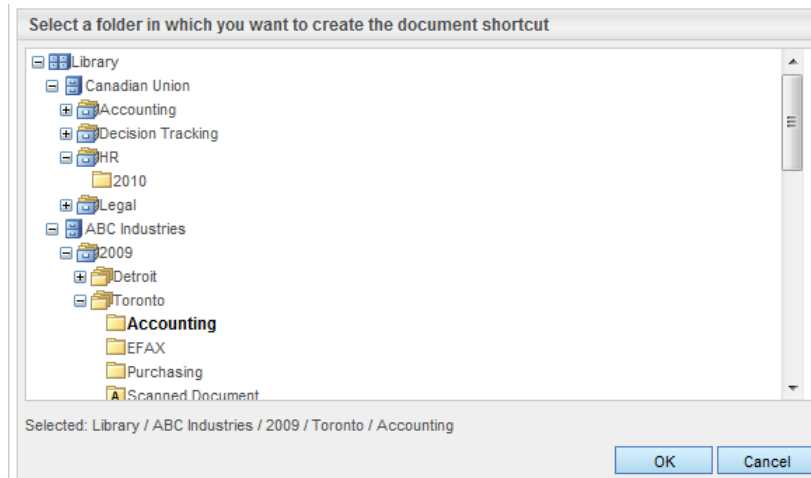 Select a folder in which you want to create the document shortcut
Library
Canadian Union
Accounting
Decision Tracking
HR
2010
Legal
ABC Industries
2009
Detroit
Toronto
Accounting
EFAX
Purchasing
A Scanned Document
Selected: Library / ABC Industries / 2009 / Toronto / Accounting
OK Cancel